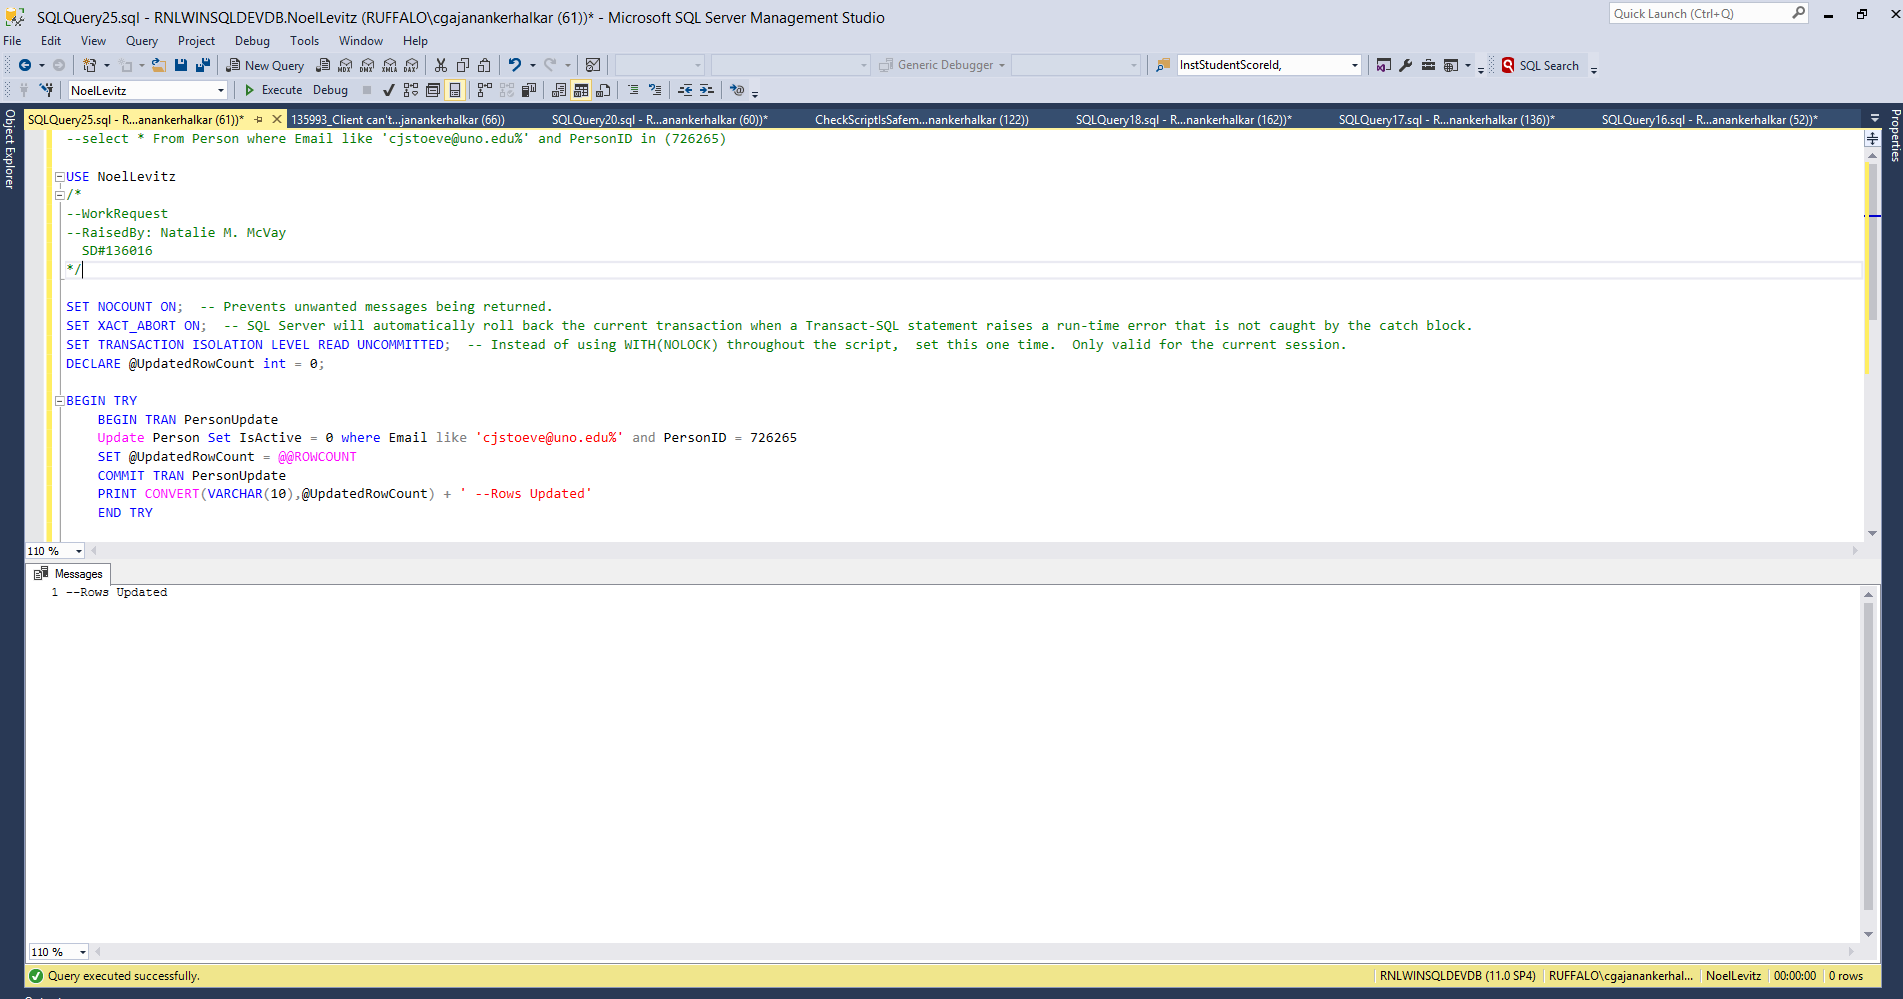 SQLQuery25.sql - RNLWINSQLDEVDB.NoelLevitz (RUFFALO\cgajanankerhalkar (61))* - Microsoft SQL Server Management Studio
Quick Launch (Ctrl+Q)
File Edit View Query Project Debug Tools Window Help
New Query MDX DMX XMLA DAX Generic Debugger InstStudentScoreId, SQL Search
NoelLevitz Execute Debug
Object Explorer
Properties
SQLQuery25.sql - R...anankerhalkar (61))* 135993_Client can't...janankerhalkar (66)) SQLQuery20.sql - R...anankerhalkar (60))* CheckScriptIsSafem...nankerhalkar (122)) SQLQuery18.sql - R...nankerhalkar (162))* SQLQuery17.sql - R...nankerhalkar (136))* SQLQuery16.sql - R...anankerhalkar (52))*
--select * From Person where Email like 'cjstoeve@uno.edu%' and PersonID in (726265)
USE NoelLevitz
/*
--WorkRequest
--RaisedBy: Natalie M. McVay
SD#136016
*/
SET NOCOUNT ON;  -- Prevents unwanted messages being returned.
SET XACT_ABORT ON;  -- SQL Server will automatically roll back the current transaction when a Transact-SQL statement raises a run-time error that is not caught by the catch block.
SET TRANSACTION ISOLATION LEVEL READ UNCOMMITTED;  -- Instead of using WITH(NOLOCK) throughout the script,  set this one time.  Only valid for the current session.
DECLARE @UpdatedRowCount int = 0;
BEGIN TRY
BEGIN TRAN PersonUpdate
Update Person Set IsActive = 0 where Email like 'cjstoeve@uno.edu%' and PersonID = 726265
SET @UpdatedRowCount = @@ROWCOUNT
COMMIT TRAN PersonUpdate
PRINT CONVERT(VARCHAR(10),@UpdatedRowCount) + ' --Rows Updated'
END TRY
110 %
Messages
1 --Rows Updated
110 %
Query executed successfully.
RNLWINSQLDEVDB (11.0 SP4) RUFFALO\cgajanankerhal... NoelLevitz 00:00:00 0 rows